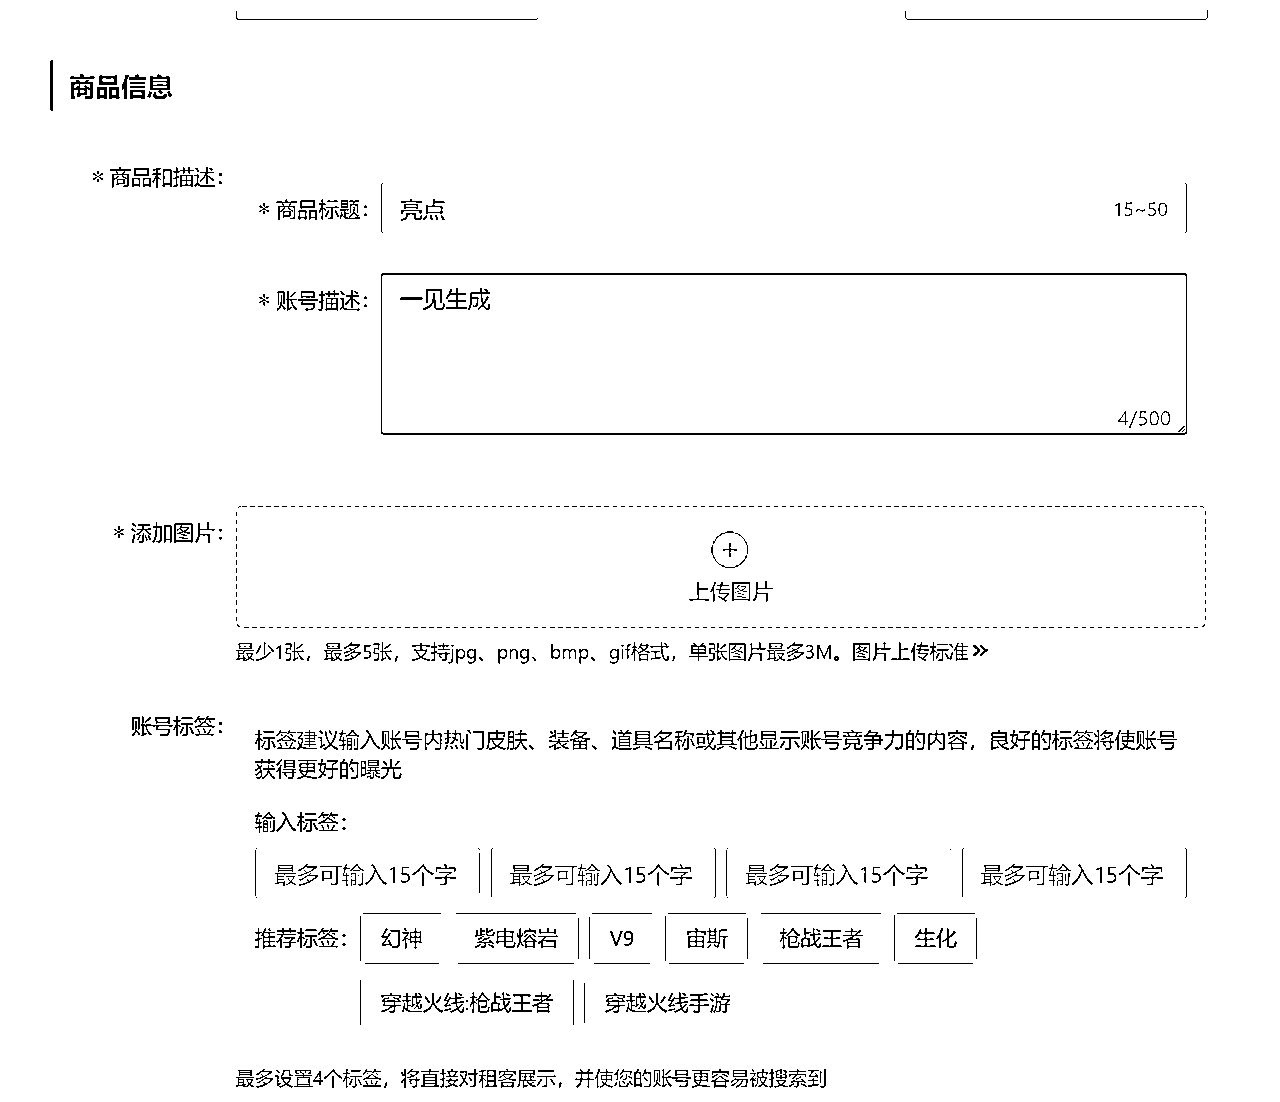 商品信息
* 商品和描述：
* 商品标题： 亮点 15~50
* 账号描述： 一见生成
4/500
* 添加图片：
上传图片
最少1张，最多5张，支持jpg、png、bmp、gif格式，单张图片最多3M。图片上传标准 »
账号标签：
标签建议输入账号内热门皮肤、装备、道具名称或其他显示账号竞争力的内容，良好的标签将使账号
获得更好的曝光
输入标签：
最多可输入15个字 最多可输入15个字 最多可输入15个字 最多可输入15个字
推荐标签： 幻神 紫电熔岩 V9 宙斯 枪战王者 生化
穿越火线:枪战王者 穿越火线手游
最多设置4个标签，将直接对租客展示，并使您的账号更容易被搜索到